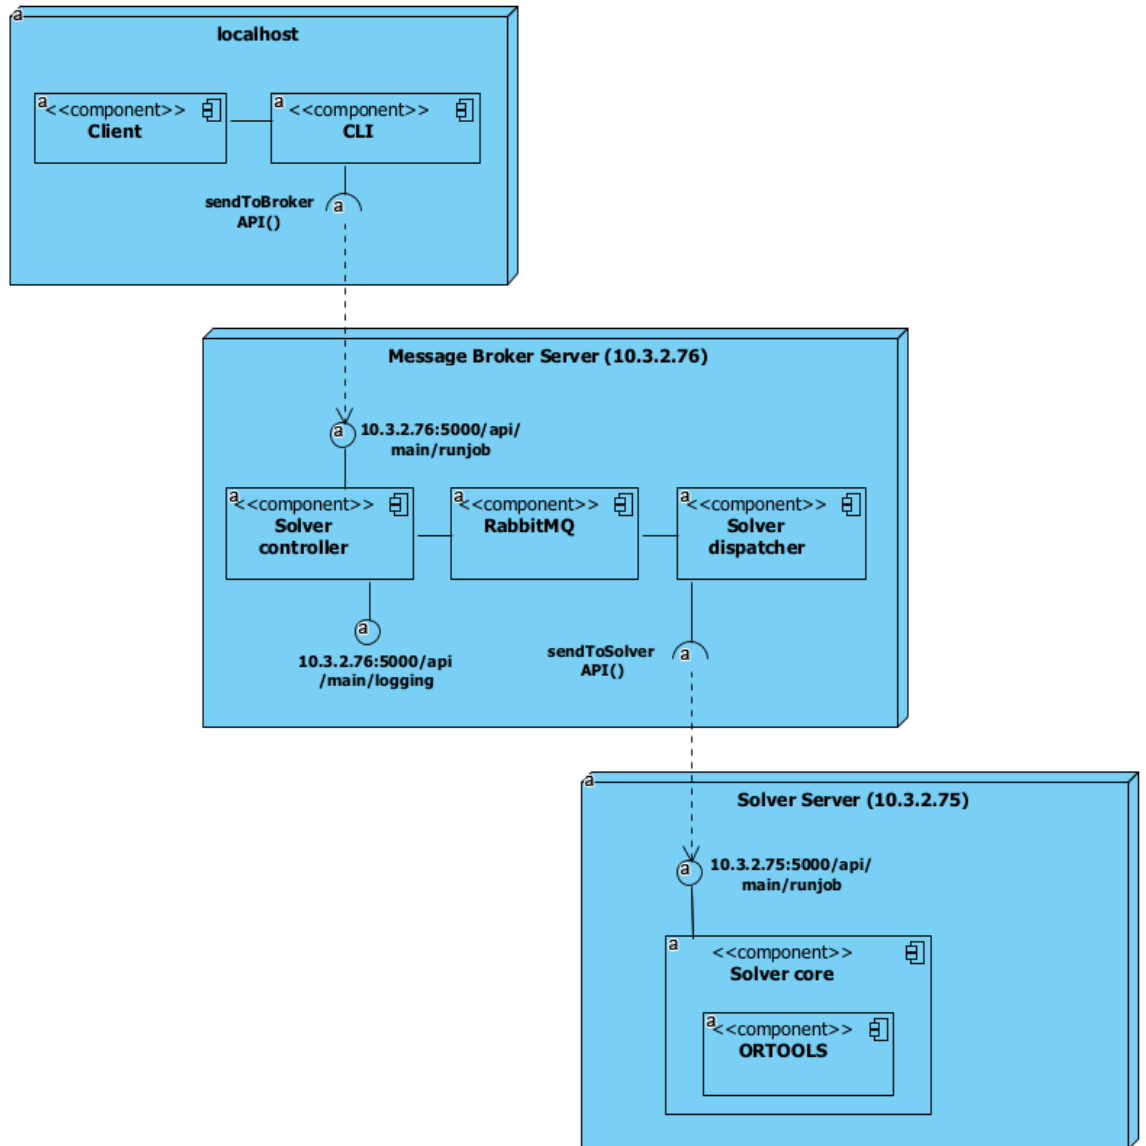 a
localhost
a
<<component>>
Client
a
<<component>>
CLI
sendToBroker
API()
a
Message Broker Server (10.3.2.76)
a
10.3.2.76:5000/api/
main/runjob
a
<<component>>
Solver
controller
a
<<component>>
RabbitMQ
a
<<component>>
Solver
dispatcher
a
10.3.2.76:5000/api
/main/logging
sendToSolver
API()
a
a
Solver Server (10.3.2.75)
a
10.3.2.75:5000/api/
main/runjob
a
<<component>>
Solver core
a
<<component>>
ORTOOLS